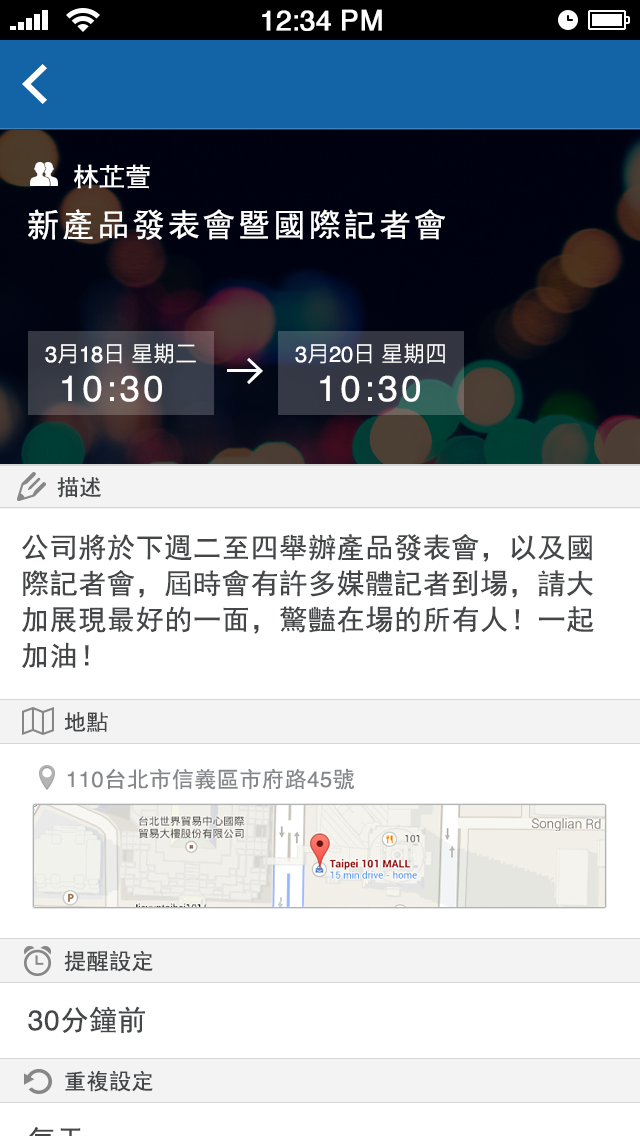 12:34 PM
林芷萱
新產品發表會暨國際記者會
3月18日 星期二
10:30
3月20日 星期四
10:30
描述
公司將於下週二至四舉辦產品發表會，以及國
際記者會，屆時會有許多媒體記者到場，請大
加展現最好的一面，驚豔在場的所有人！一起
加油！
地點
110台北市信義區市府路45號
台北世界貿易中心國際
貿易大樓股份有限公司
Songlian Rd
101
Taipei 101 MALL
15 min drive - home
P
提醒設定
30分鐘前
重複設定